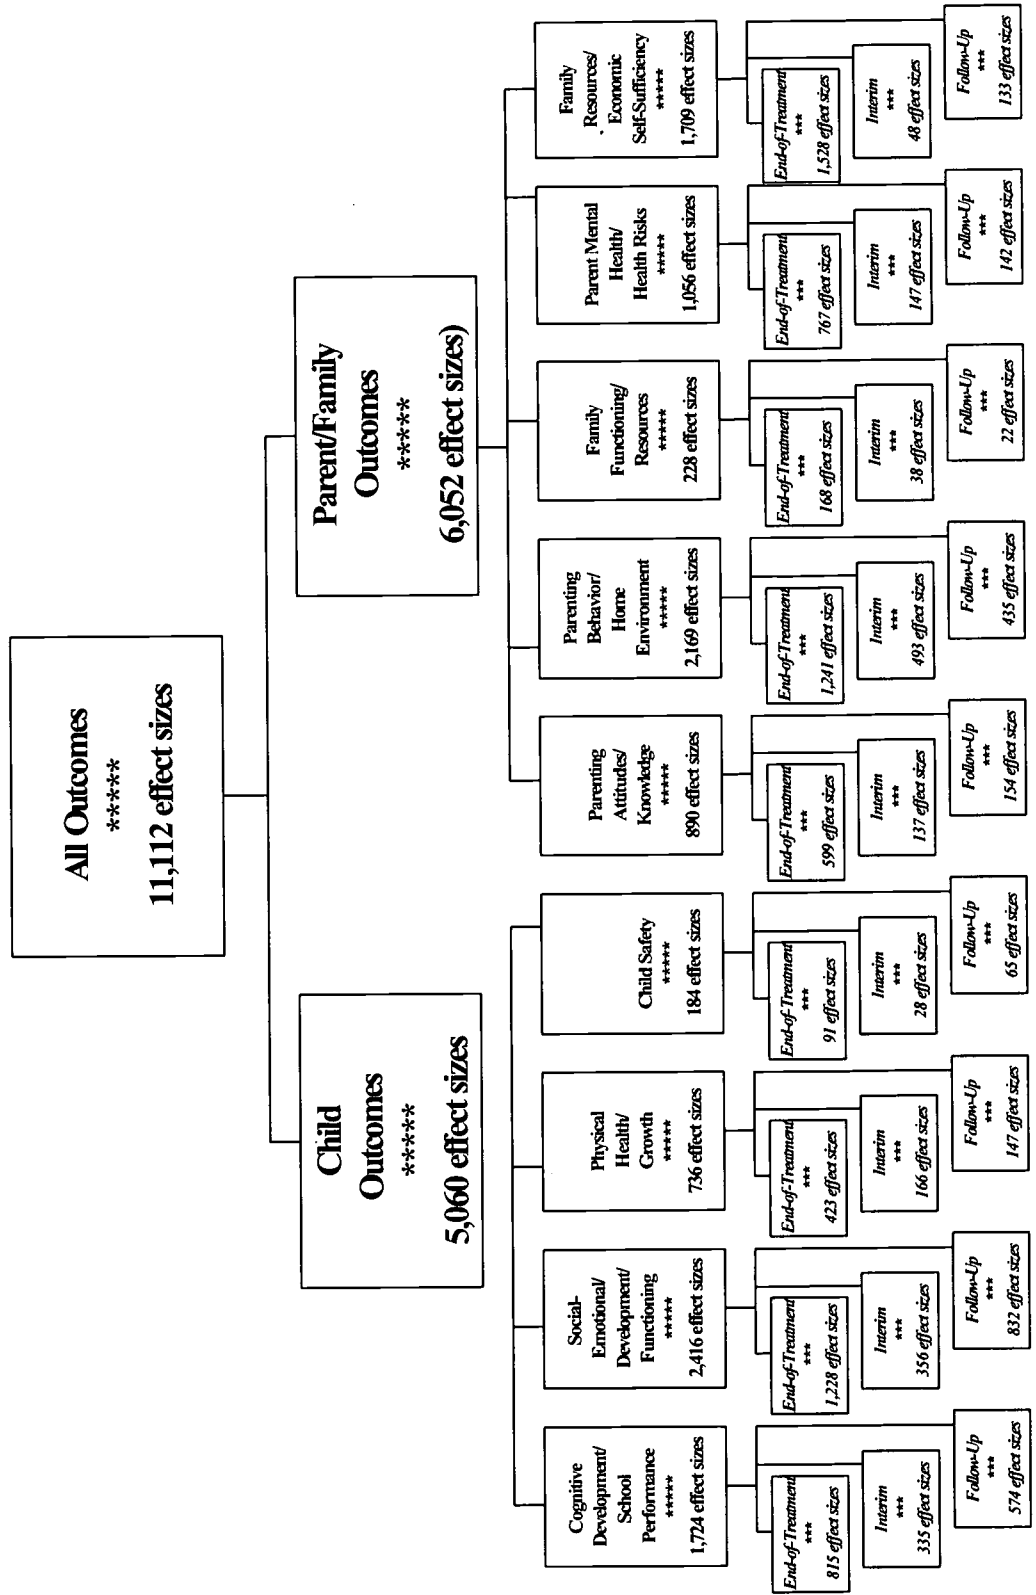 All Outcomes
*****
11,112 effect sizes
Child
Outcomes
*****
5,060 effect sizes
Parent/Family
Outcomes
*****
6,052 effect sizes)
Cognitive
Development/
School
Performance
*****
1,724 effect sizes
End-of-Treatment
***
815 effect sizes
Interim
***
335 effect sizes
Follow-Up
***
574 effect sizes
Social-
Emotional/
Development/
Functioning
*****
2,416 effect sizes
End-of-Treatment
***
1,228 effect sizes
Interim
***
356 effect sizes
Follow-Up
***
832 effect sizes
Physical
Health/
Growth
*****
736 effect sizes
End-of-Treatment
***
423 effect sizes
Interim
***
166 effect sizes
Follow-Up
***
147 effect sizes
Child Safety
*****
184 effect sizes
End-of-Treatment
***
91 effect sizes
Interim
***
28 effect sizes
Follow-Up
***
65 effect sizes
Parenting
Attitudes/
Knowledge
*****
890 effect sizes
End-of-Treatment
***
599 effect sizes
Interim
***
137 effect sizes
Follow-Up
***
154 effect sizes
Parenting
Behavior/
Home
Environment
*****
2,169 effect sizes
End-of-Treatment
***
1,241 effect sizes
Interim
***
493 effect sizes
Follow-Up
***
435 effect sizes
Family
Functioning/
Resources
*****
228 effect sizes
End-of-Treatment
***
168 effect sizes
Interim
***
38 effect sizes
Follow-Up
***
22 effect sizes
Parent Mental
Health/
Health Risks
*****
1,056 effect sizes
End-of-Treatment
***
767 effect sizes
Interim
***
147 effect sizes
Follow-Up
***
142 effect sizes
Family
Resources/
Economic
Self-Sufficiency
*****
1,709 effect sizes
End-of-Treatment
***
1,528 effect sizes
Interim
***
48 effect sizes
Follow-Up
***
133 effect sizes